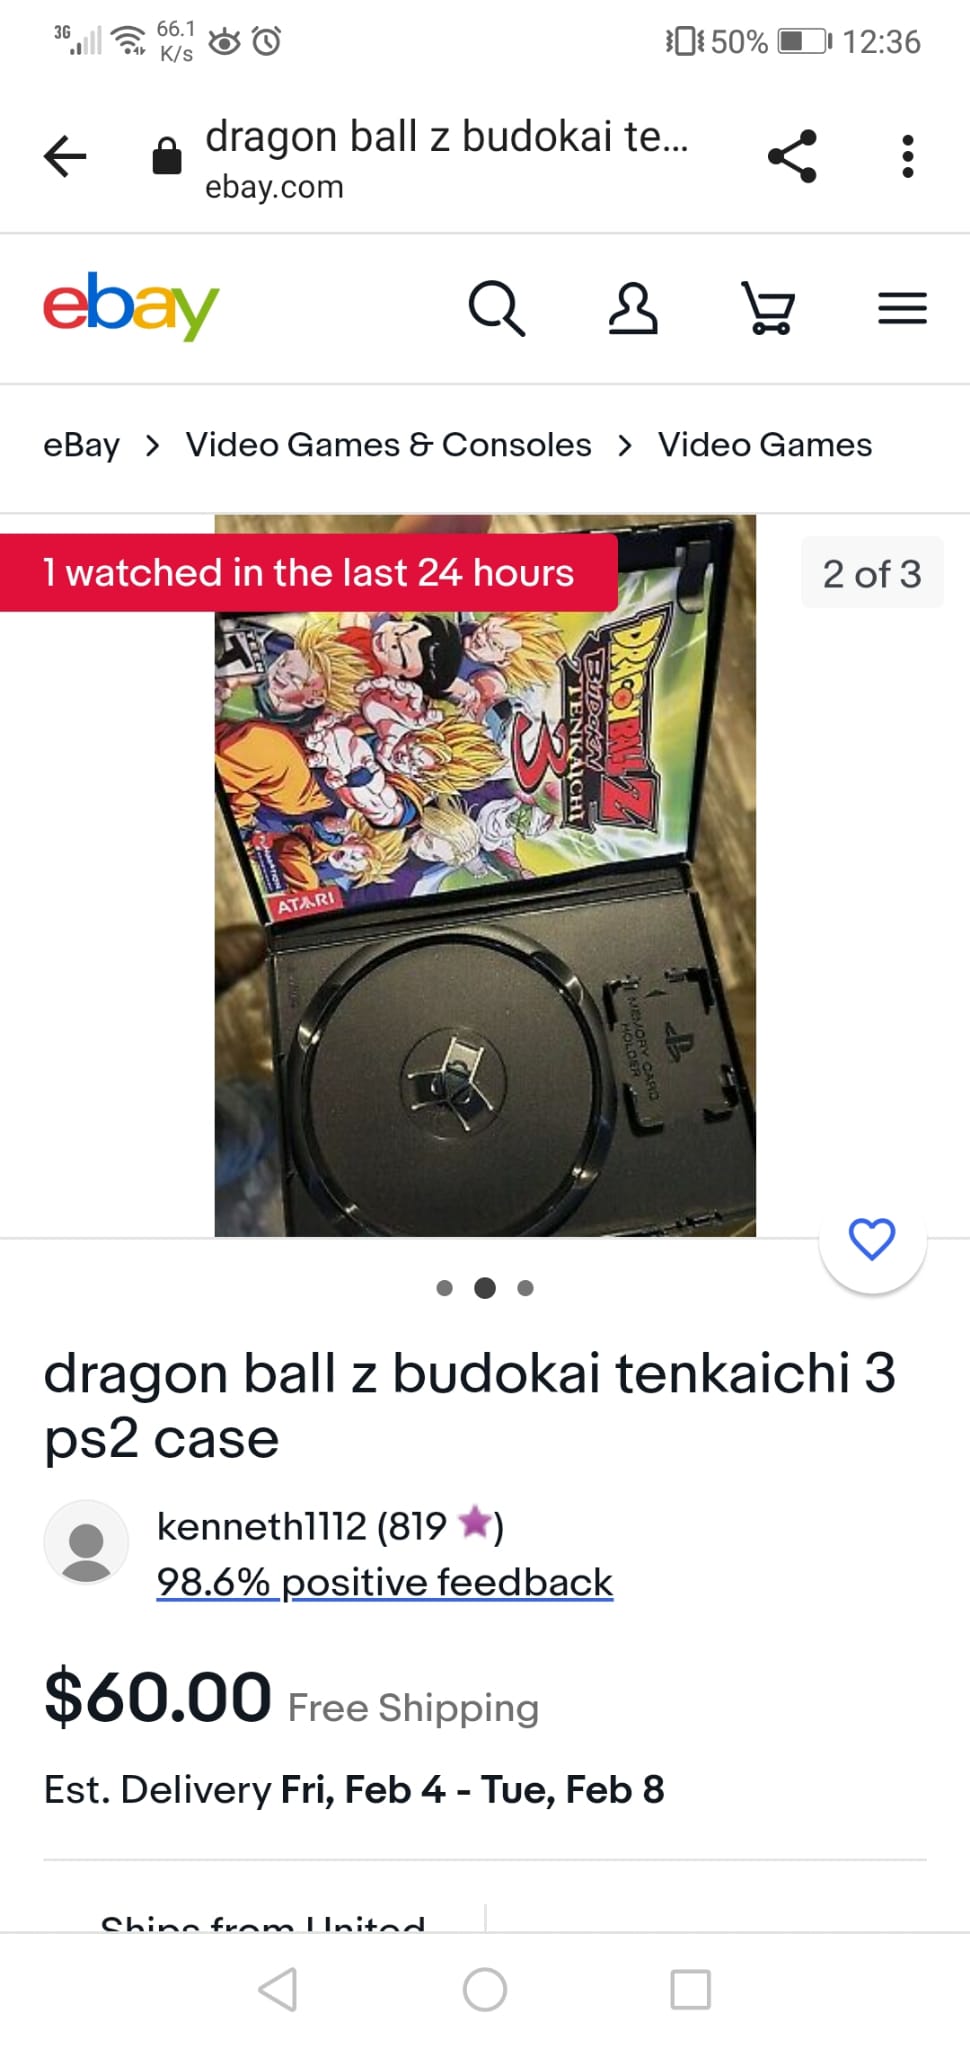 3G
66.1
K/s
50%
12:36
dragon ball z budokai te...
ebay.com
ebay
eBay > Video Games & Consoles > Video Games
1 watched in the last 24 hours
2 of 3
DRAGON BALL Z
BUDOKAI
TENKAICHI
3
T
ATARI
MEMORY CARD
HOLDER
dragon ball z budokai tenkaichi 3
ps2 case
kenneth1112 (819 ★)
98.6% positive feedback
$60.00 Free Shipping
Est. Delivery Fri, Feb 4 - Tue, Feb 8
Ships from United